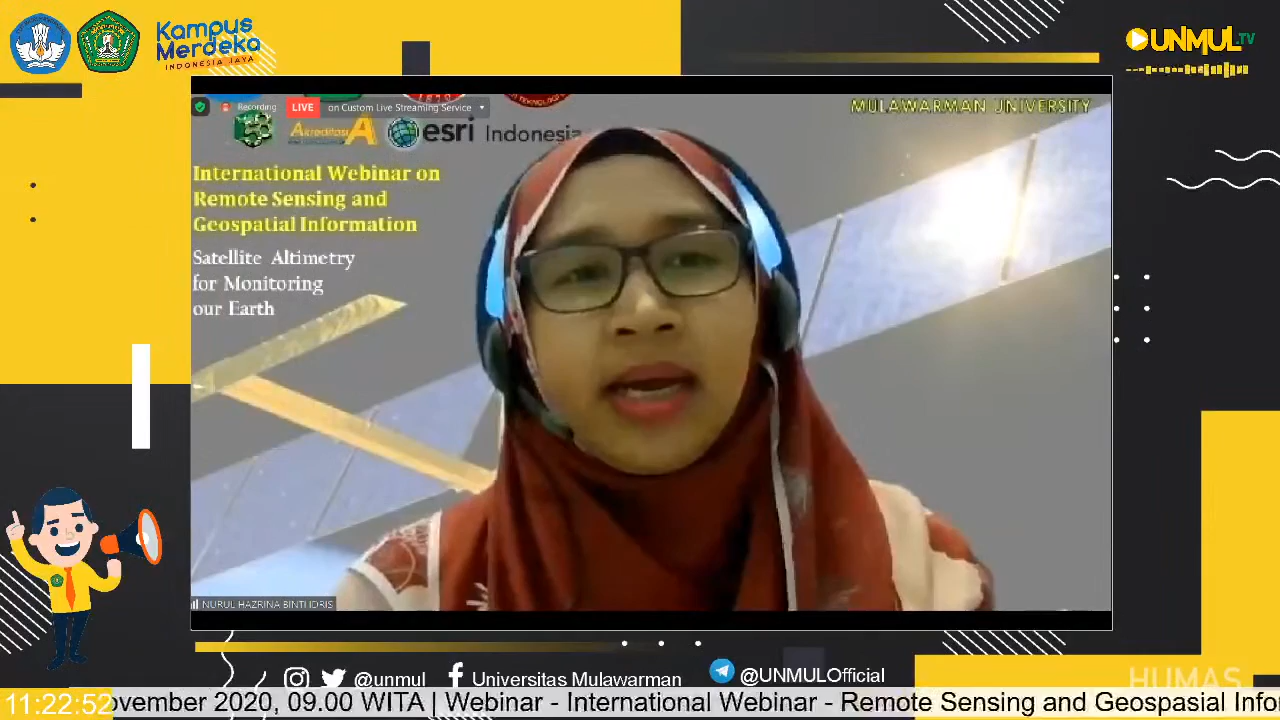 Kampus
Merdeka
INDONESIA JAYA
UNMUL TV
Recording
LIVE
on Custom Live Streaming Service
MULAWARMAN UNIVERSITY
Akreditasi A
esri Indonesia
International Webinar on
Remote Sensing and
Geospatial Information
Satellite Altimetry
for Monitoring
our Earth
NURUL HAZRINA BINTI IDRIS
@unmul
Universitas Mulawarman
@UNMULOfficial
HUMAS
11:22:52
ovember 2020, 09.00 WITA | Webinar - International Webinar - Remote Sensing and Geospasial Info